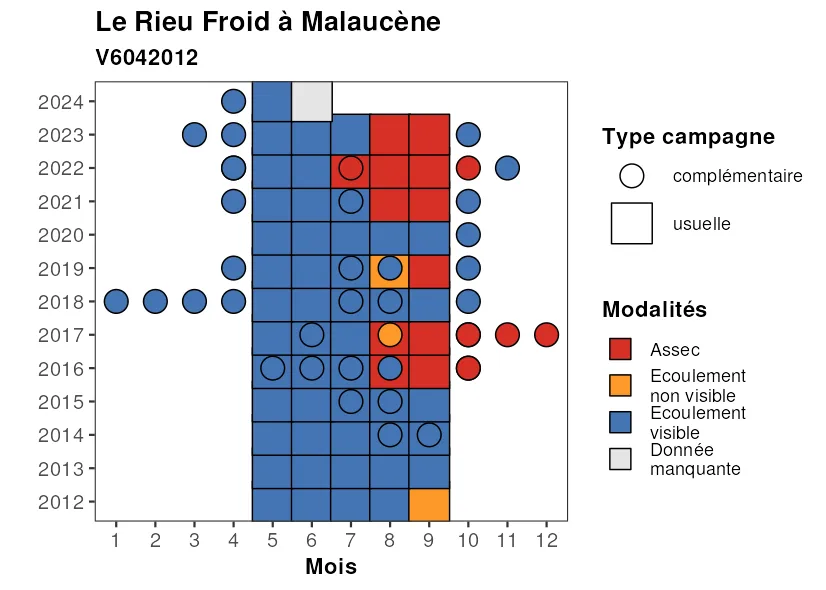 Le Rieu Froid à Malaucène
V6042012
2024
2023
2022
2021
2020
2019
2018
2017
2016
2015
2014
2013
2012
1 2 3 4 5 6 7 8 9 10 11 12
Mois
Type campagne
complémentaire
usuelle
Modalités
Assec
Ecoulement
non visible
Ecoulement
visible
Donnée
manquante